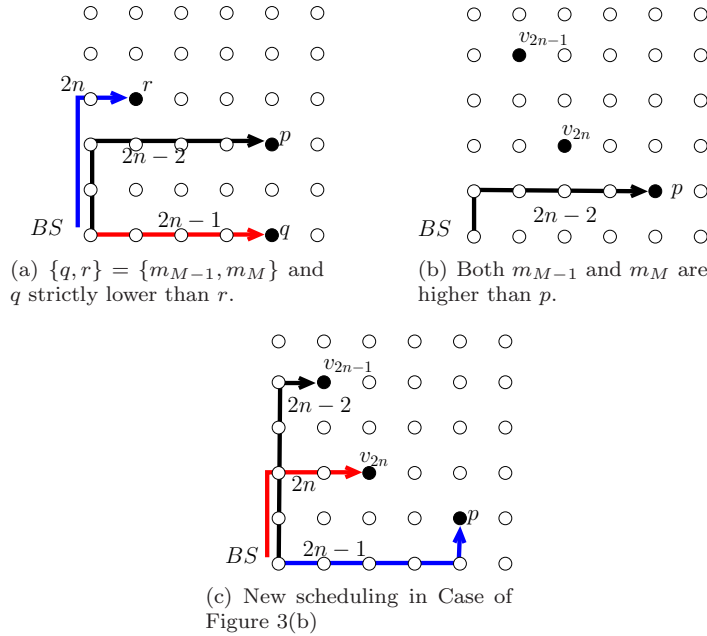 2n
r
p
2n − 2
BS
2n − 1
q
(a) {q, r} = {m_{M−1}, m_M} and
q strictly lower than r.
v_{2n−1}
v_{2n}
p
2n − 2
BS
(b) Both m_{M−1} and m_M are
higher than p.
v_{2n−1}
2n − 2
v_{2n}
2n
p
BS
2n − 1
(c) New scheduling in Case of
Figure 3(b)